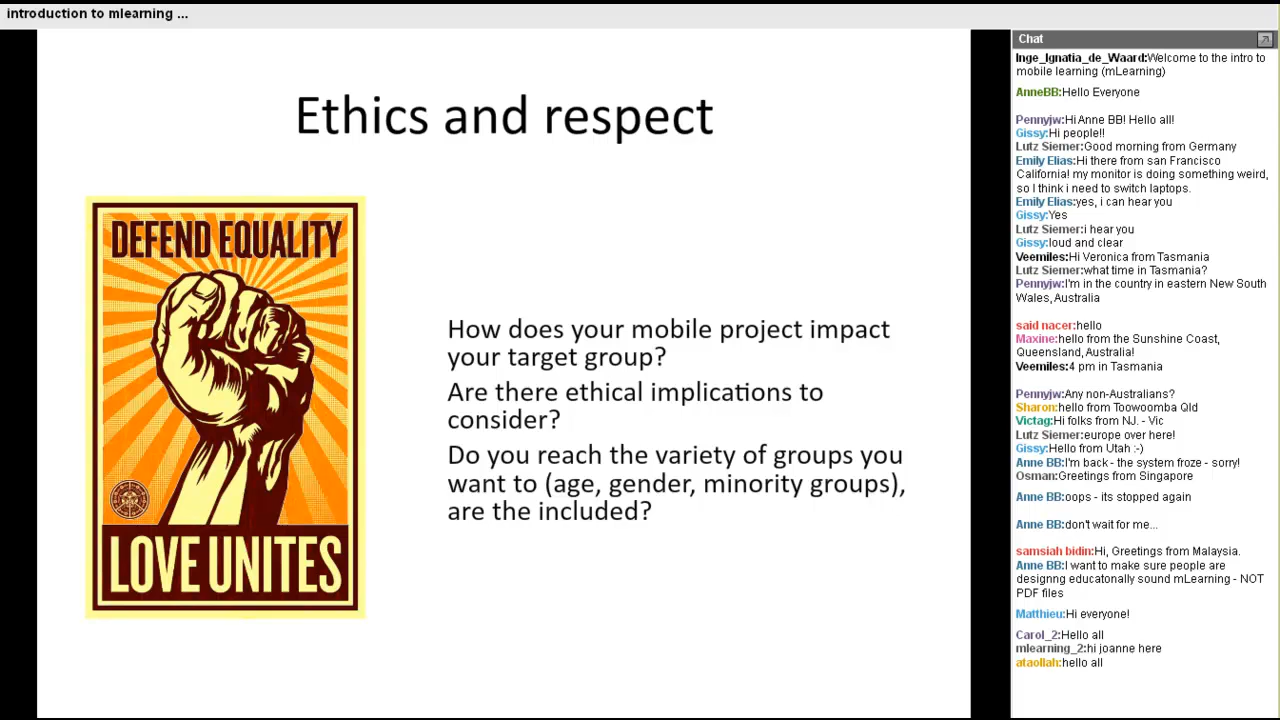 introduction to mlearning ...
Ethics and respect
DEFEND EQUALITY
LOVE UNITES
How does your mobile project impact
your target group?
Are there ethical implications to
consider?
Do you reach the variety of groups you
want to (age, gender, minority groups),
are the included?
Chat
Inge_Ignatia_de_Waard:Welcome to the intro to
mobile learning (mLearning)
AnneBB:Hello Everyone
Pennyjw:Hi Anne BB! Hello all!
Gissy:Hi people!!
Lutz Siemer:Good morning from Germany
Emily Elias:Hi there from san Francisco
California! my monitor is doing something weird,
so I think i need to switch laptops.
Emily Elias:yes, i can hear you
Gissy:Yes
Lutz Siemer:i hear you
Gissy:loud and clear
Veemiles:Hi Veronica from Tasmania
Lutz Siemer:what time in Tasmania?
Pennyjw:I'm in the country in eastern New South
Wales, Australia
said nacer:hello
Maxine:hello from the Sunshine Coast,
Queensland, Australia!
Veemiles:4 pm in Tasmania
Pennyjw:Any non-Australians?
Sharon:hello from Toowoomba Qld
Victag:Hi folks from NJ. - Vic
Lutz Siemer:europe over here!
Gissy:Hello from Utah :-)
Anne BB:I'm back - the system froze - sorry!
Osman:Greetings from Singapore
Anne BB:oops - its stopped again
Anne BB:don't wait for me...
samsiah bidin:Hi, Greetings from Malaysia.
Anne BB:I want to make sure people are
designng educatonally sound mLearning - NOT
PDF files
Matthieu:Hi everyone!
Carol_2:Hello all
mlearning_2:hi joanne here
ataollah:hello all